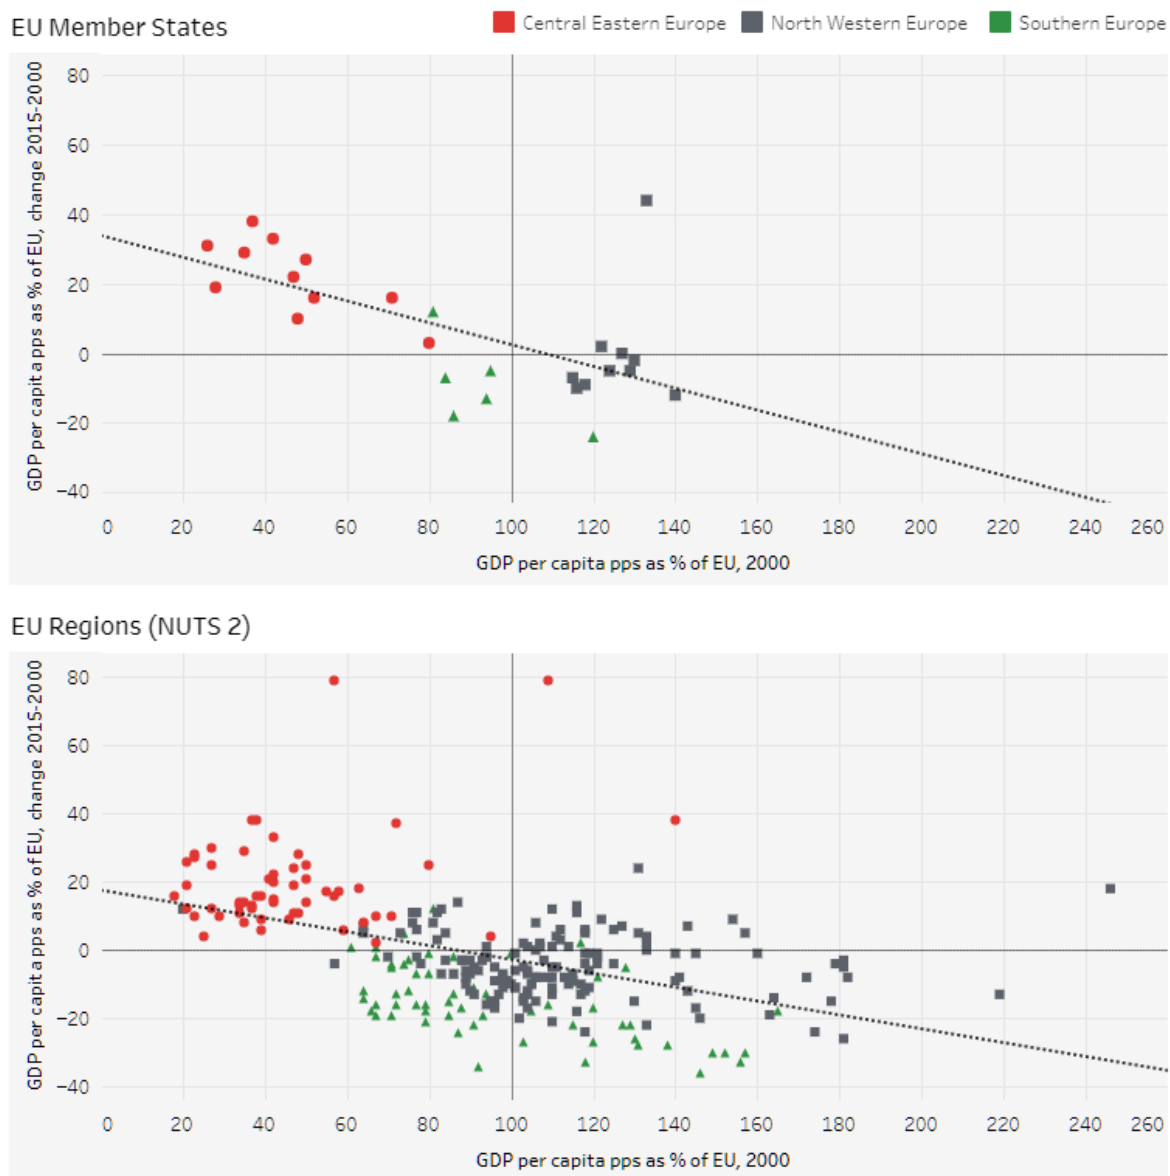 EU Member States
Central Eastern Europe
North Western Europe
Southern Europe
GDP per capita pps as % of EU, change 2015-2000
80
60
40
20
0
−20
−40
0 20 40 60 80 100 120 140 160 180 200 220 240 260
GDP per capita pps as % of EU, 2000
EU Regions (NUTS 2)
GDP per capita pps as % of EU, change 2015-2000
80
60
40
20
0
−20
−40
0 20 40 60 80 100 120 140 160 180 200 220 240 260
GDP per capita pps as % of EU, 2000